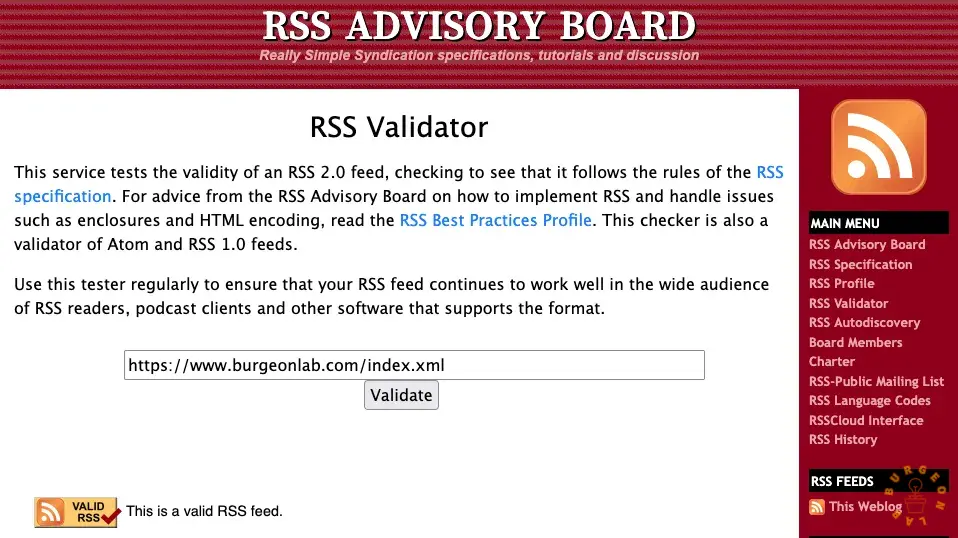 RSS ADVISORY BOARD
Really Simple Syndication specifications, tutorials and discussion
RSS Validator
This service tests the validity of an RSS 2.0 feed, checking to see that it follows the rules of the RSS
specification. For advice from the RSS Advisory Board on how to implement RSS and handle issues
such as enclosures and HTML encoding, read the RSS Best Practices Profile. This checker is also a
validator of Atom and RSS 1.0 feeds.
Use this tester regularly to ensure that your RSS feed continues to work well in the wide audience
of RSS readers, podcast clients and other software that supports the format.
https://www.burgeonlab.com/index.xml
Validate
VALID
RSS
This is a valid RSS feed.
MAIN MENU
RSS Advisory Board
RSS Specification
RSS Profile
RSS Validator
RSS Autodiscovery
Board Members
Charter
RSS-Public Mailing List
RSS Language Codes
RSSCloud Interface
RSS History
RSS FEEDS
This Weblog
BURGEON LAB